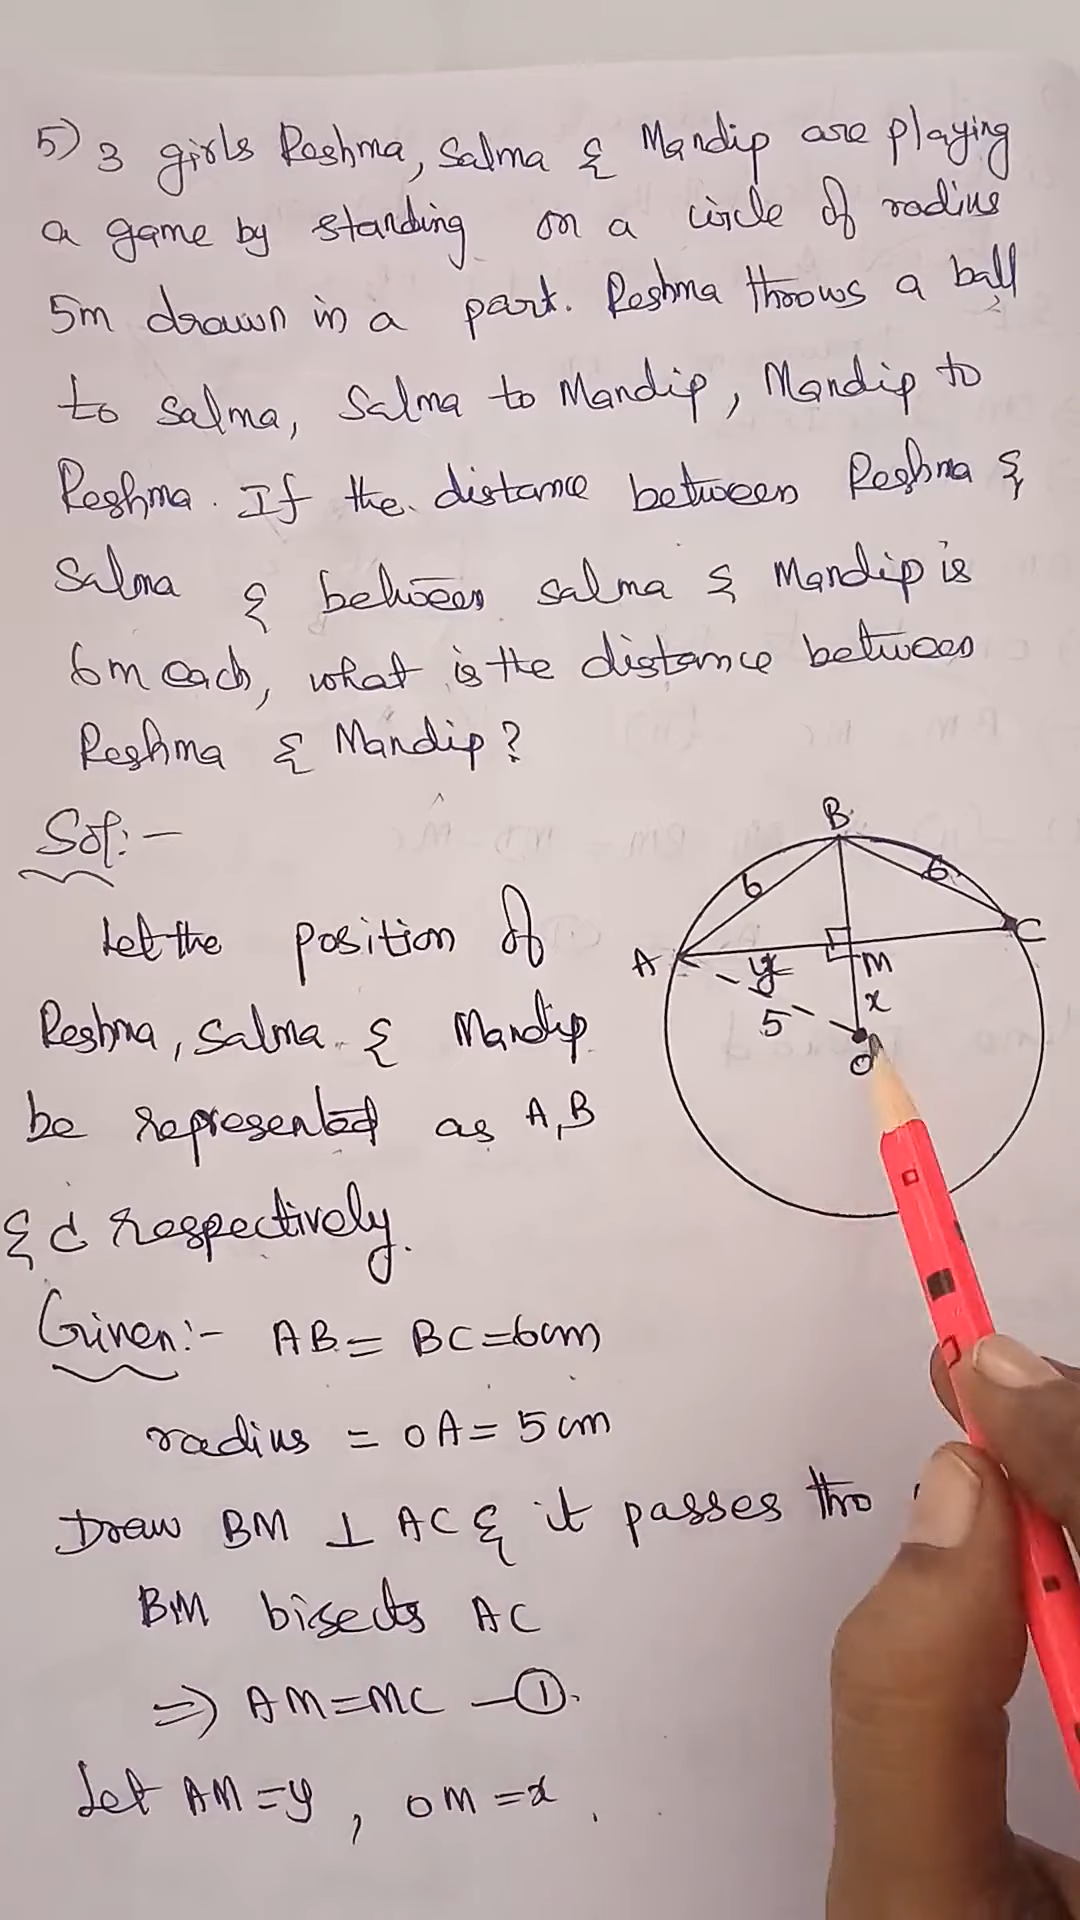 5) 3 girls Reshma, Salma & Mandip are playing
a game by standing on a circle of radius
5m drawn in a part. Reshma throws a ball
to salma, Salma to Mandip, Mandip to
Reshma. If the distance between Reshma &
Salma & between salma & Mandip is
6m each, what is the distance between
Reshma & Mandip?
Sol:-
Let the position of
Reshma, Salma & Mandip
be represented as A,B
& C respectively.
B
6
6
A
C
y
M
x
5
O
Given:- AB = BC = 6cm
radius = OA = 5cm
Draw BM ⊥ AC & it passes thro
BM bisects AC
=> AM = MC —①.
Let AM = y, OM = x.